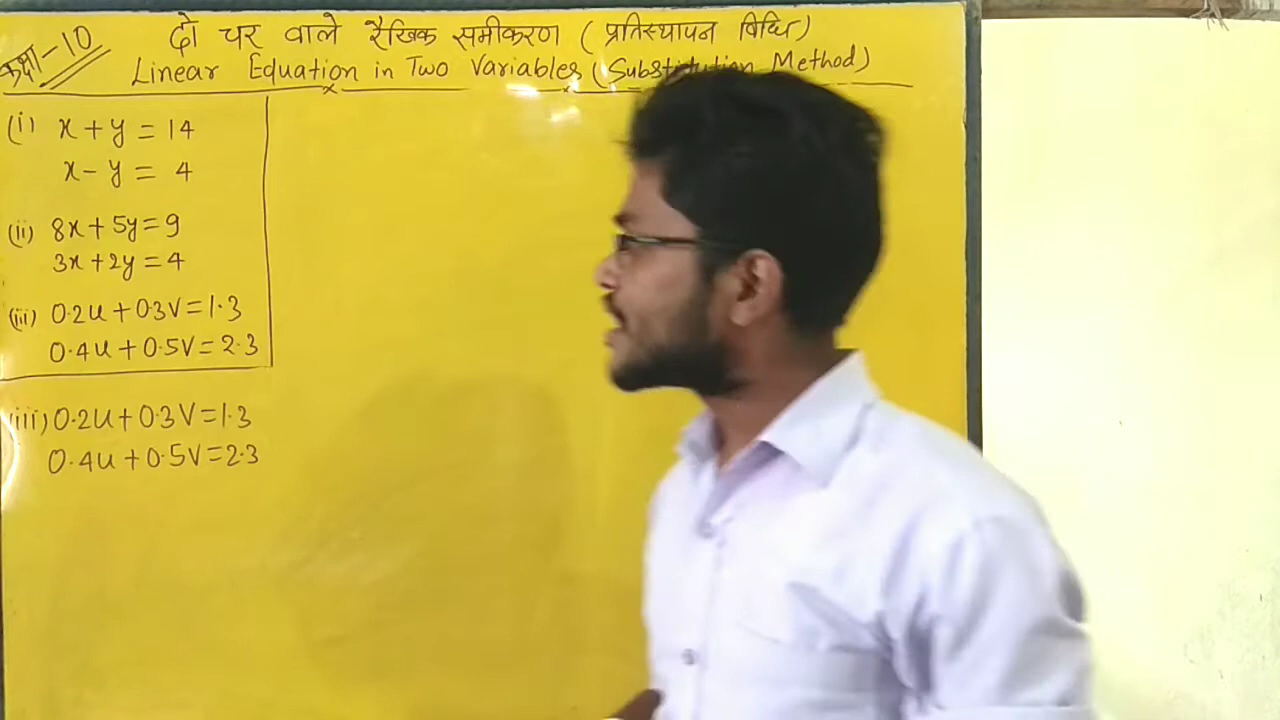 कक्षा-10
दो चर वाले रैखिक समीकरण (प्रतिस्थापन विधि)
Linear Equation in Two Variables (Substitution Method)
(i) x + y = 14
x - y = 4
(ii) 8x + 5y = 9
3x + 2y = 4
(iii) 0.2u + 0.3v = 1.3
0.4u + 0.5v = 2.3
(iii) 0.2u + 0.3v = 1.3
0.4u + 0.5v = 2.3